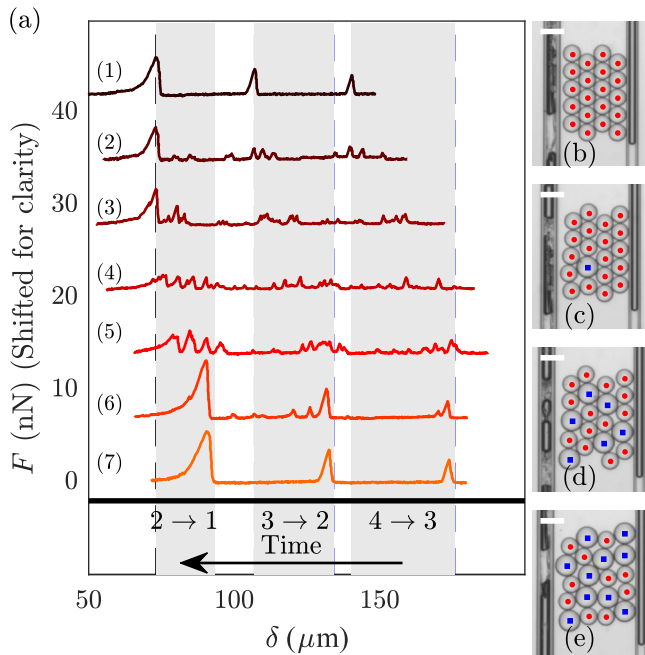 (a)
F (nN) (Shifted for clarity)
40
30
20
10
0
(1)
(2)
(3)
(4)
(5)
(6)
(7)
2 → 1 3 → 2 4 → 3
Time
50 100 150
δ (μm)
(b)
(c)
(d)
(e)